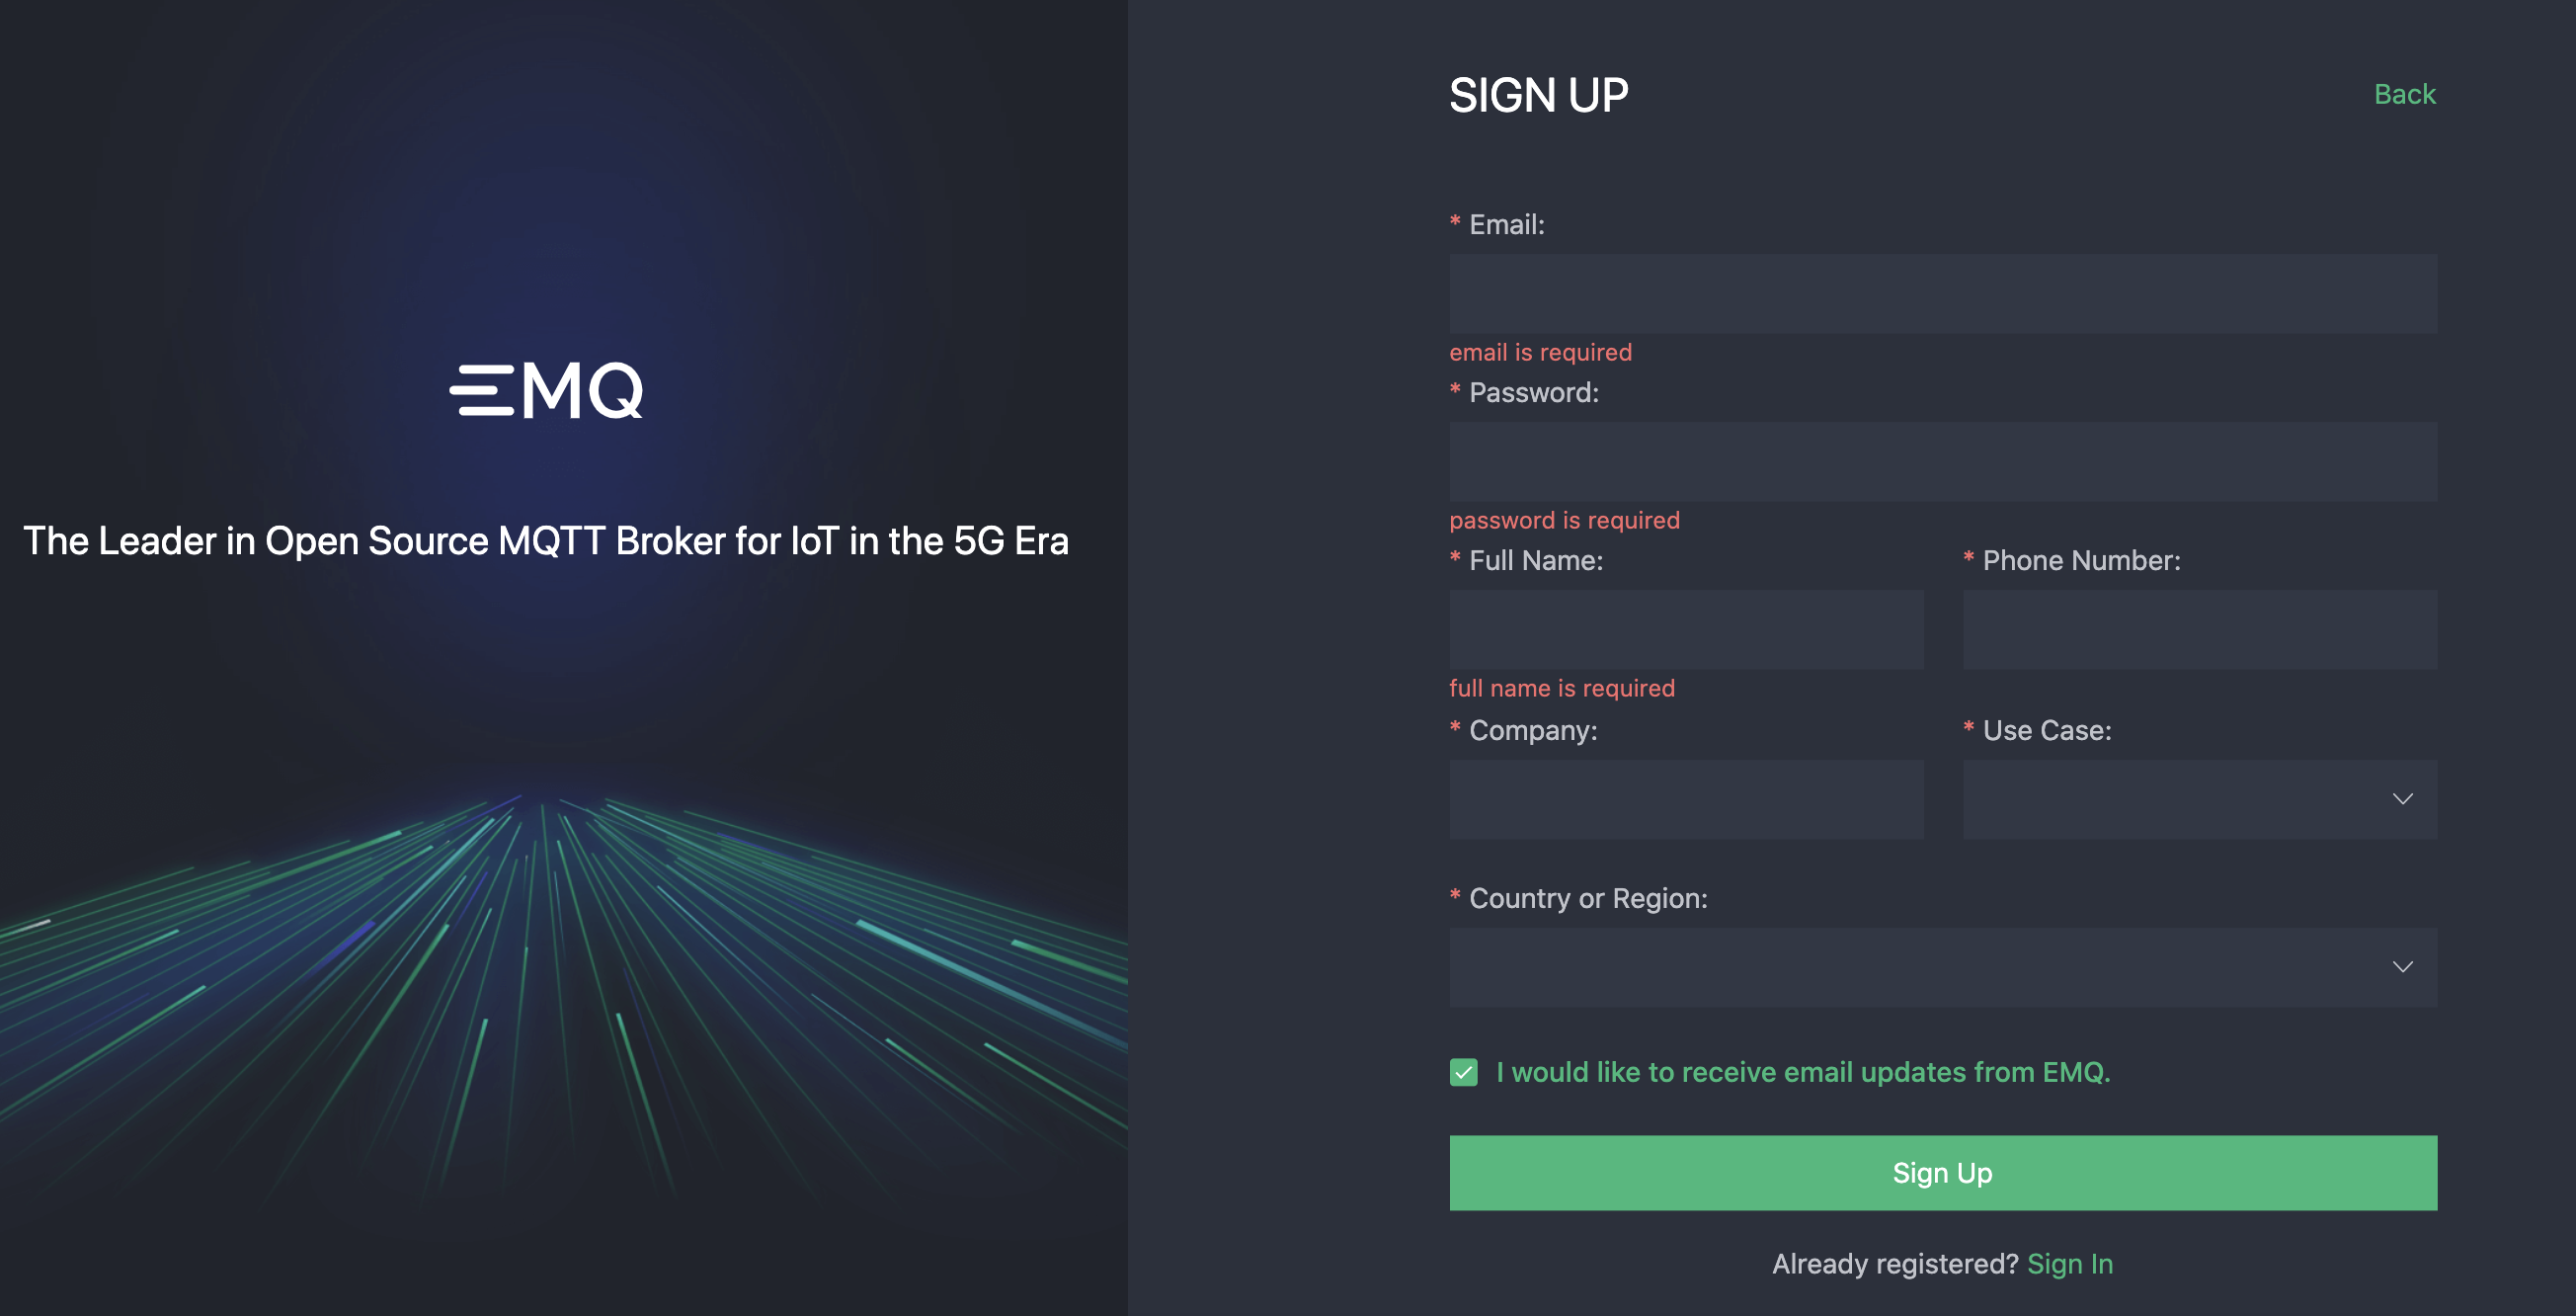 EMQ
The Leader in Open Source MQTT Broker for IoT in the 5G Era
SIGN UP
Back
* Email:
email is required
* Password:
password is required
* Full Name:
* Phone Number:
full name is required
* Company:
* Use Case:
* Country or Region:
I would like to receive email updates from EMQ.
Sign Up
Already registered? Sign In